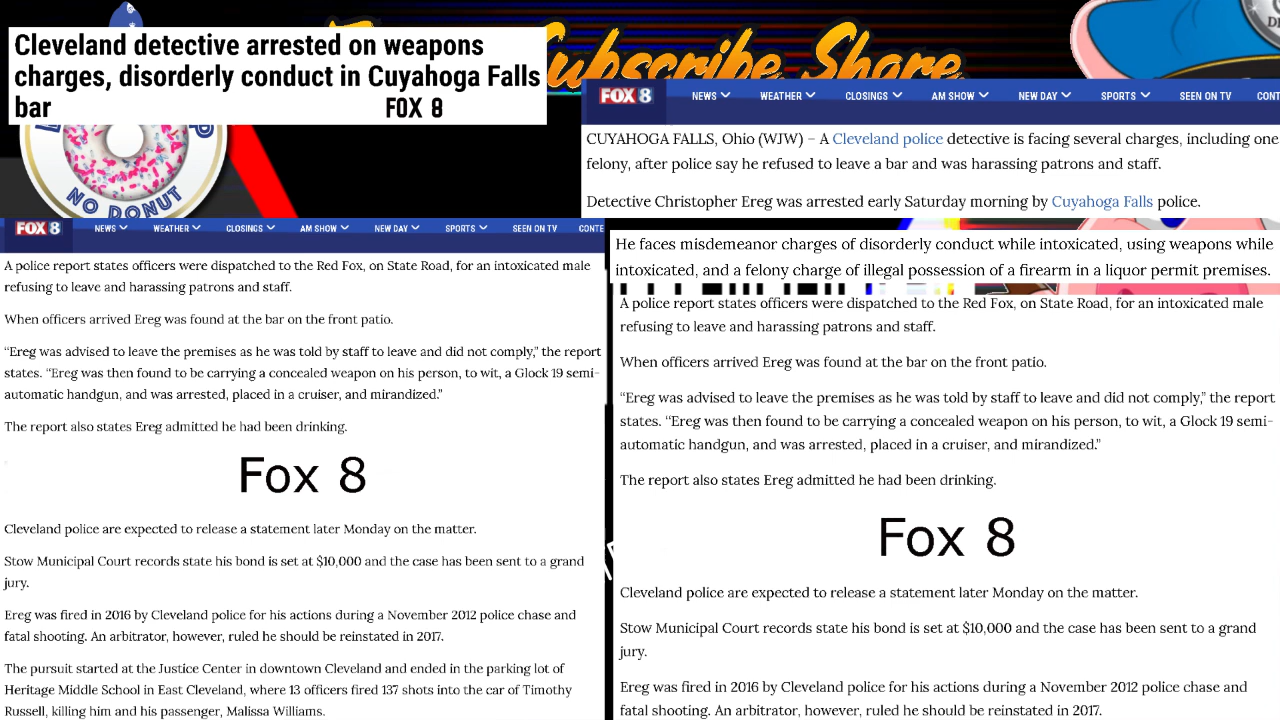 Subscribe Share
Cleveland detective arrested on weapons
charges, disorderly conduct in Cuyahoga Falls
bar
FOX 8
NO DONUT
FOX 8 NEWS WEATHER CLOSINGS AM SHOW NEW DAY SPORTS SEEN ON TV CONT
CUYAHOGA FALLS, Ohio (WJW) – A Cleveland police detective is facing several charges, including one
felony, after police say he refused to leave a bar and was harassing patrons and staff.
Detective Christopher Ereg was arrested early Saturday morning by Cuyahoga Falls police.
FOX 8 NEWS WEATHER CLOSINGS AM SHOW NEW DAY SPORTS SEEN ON TV CONTE
A police report states officers were dispatched to the Red Fox, on State Road, for an intoxicated male
refusing to leave and harassing patrons and staff.
When officers arrived Ereg was found at the bar on the front patio.
“Ereg was advised to leave the premises as he was told by staff to leave and did not comply,” the report
states. “Ereg was then found to be carrying a concealed weapon on his person, to wit, a Glock 19 semi-
automatic handgun, and was arrested, placed in a cruiser, and mirandized.”
The report also states Ereg admitted he had been drinking.
Fox 8
Cleveland police are expected to release a statement later Monday on the matter.
Stow Municipal Court records state his bond is set at $10,000 and the case has been sent to a grand
jury.
Ereg was fired in 2016 by Cleveland police for his actions during a November 2012 police chase and
fatal shooting. An arbitrator, however, ruled he should be reinstated in 2017.
The pursuit started at the Justice Center in downtown Cleveland and ended in the parking lot of
Heritage Middle School in East Cleveland, where 13 officers fired 137 shots into the car of Timothy
Russell, killing him and his passenger, Malissa Williams.
He faces misdemeanor charges of disorderly conduct while intoxicated, using weapons while
intoxicated, and a felony charge of illegal possession of a firearm in a liquor permit premises.
A police report states officers were dispatched to the Red Fox, on State Road, for an intoxicated male
refusing to leave and harassing patrons and staff.
When officers arrived Ereg was found at the bar on the front patio.
“Ereg was advised to leave the premises as he was told by staff to leave and did not comply,” the report
states. “Ereg was then found to be carrying a concealed weapon on his person, to wit, a Glock 19 semi-
automatic handgun, and was arrested, placed in a cruiser, and mirandized.”
The report also states Ereg admitted he had been drinking.
Fox 8
Cleveland police are expected to release a statement later Monday on the matter.
Stow Municipal Court records state his bond is set at $10,000 and the case has been sent to a grand
jury.
Ereg was fired in 2016 by Cleveland police for his actions during a November 2012 police chase and
fatal shooting. An arbitrator, however, ruled he should be reinstated in 2017.